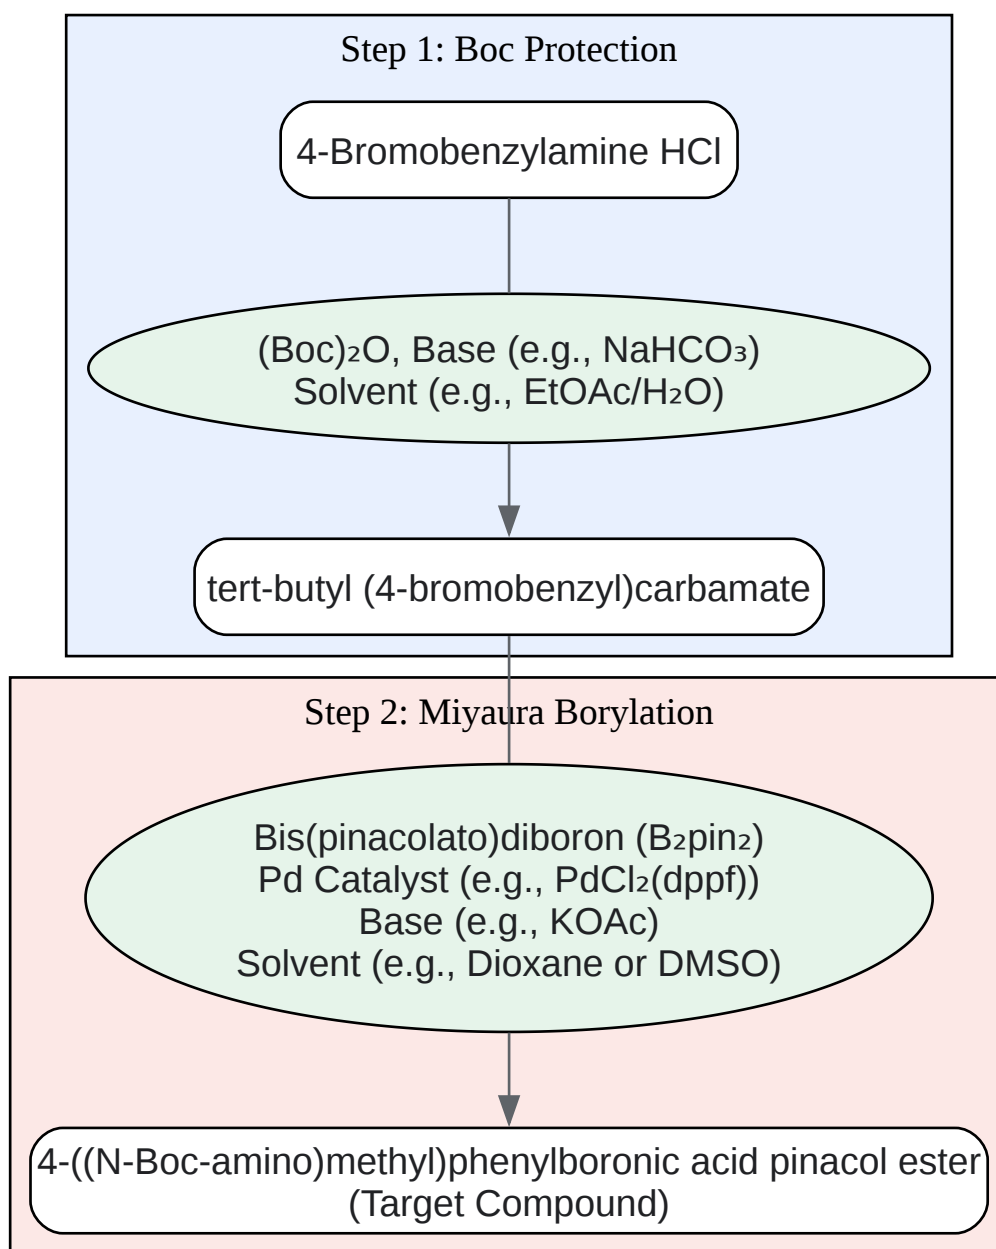 Step 1: Boc Protection
4-Bromobenzylamine HCl
(Boc)₂O, Base (e.g., NaHCO₃)
Solvent (e.g., EtOAc/H₂O)
tert-butyl (4-bromobenzyl)carbamate
Step 2: Miyaura Borylation
Bis(pinacolato)diboron (B₂pin₂)
Pd Catalyst (e.g., PdCl₂(dppf))
Base (e.g., KOAc)
Solvent (e.g., Dioxane or DMSO)
4-((N-Boc-amino)methyl)phenylboronic acid pinacol ester
(Target Compound)